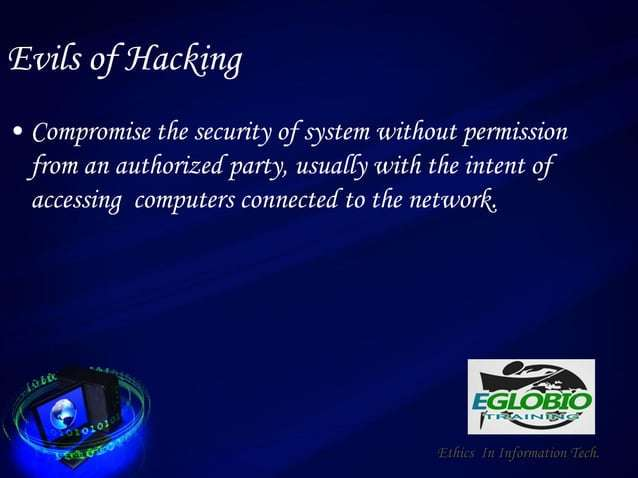 Evils of Hacking
• Compromise the security of system without permission
from an authorized party, usually with the intent of
accessing computers connected to the network.
EGLOBIO
TRAINING
1010101
Ethics In Information Tech.